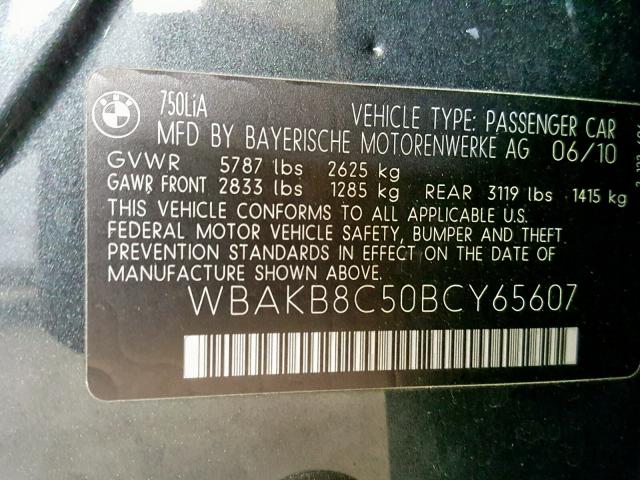 750LiA
VEHICLE TYPE: PASSENGER CAR
MFD BY BAYERISCHE MOTORENWERKE AG 06/10
GVWR 5787 lbs 2625 kg
GAWR FRONT 2833 lbs 1285 kg REAR 3119 lbs 1415 kg
THIS VEHICLE CONFORMS TO ALL APPLICABLE U.S.
FEDERAL MOTOR VEHICLE SAFETY, BUMPER AND THEFT
PREVENTION STANDARDS IN EFFECT ON THE DATE OF
MANUFACTURE SHOWN ABOVE.
WBAKB8C50BCY65607